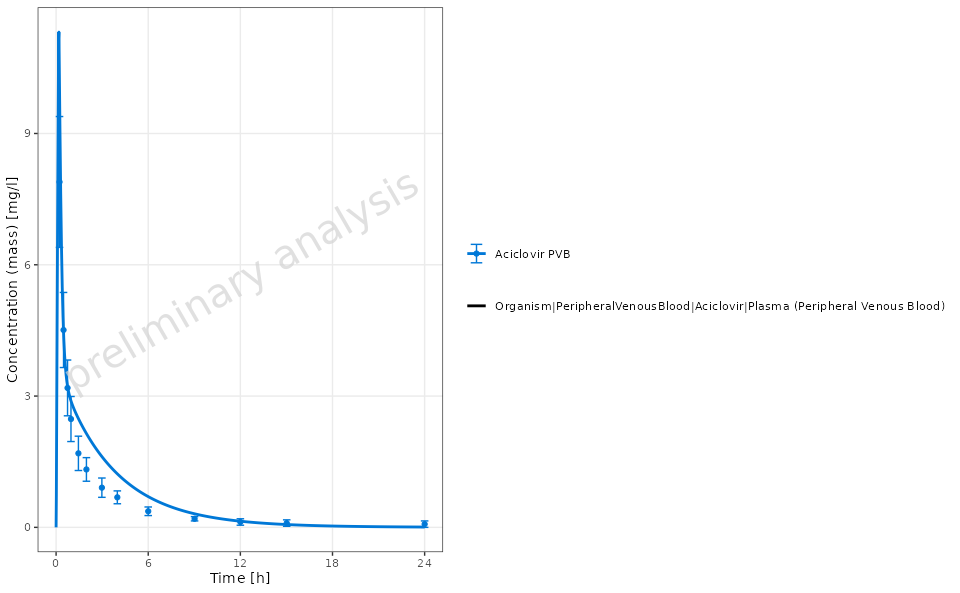 Concentration (mass) [mg/l]
9
6
3
0
preliminary analysis
0 6 12 18 24
Time [h]
Aciclovir PVB
Organism|PeripheralVenousBlood|Aciclovir|Plasma (Peripheral Venous Blood)